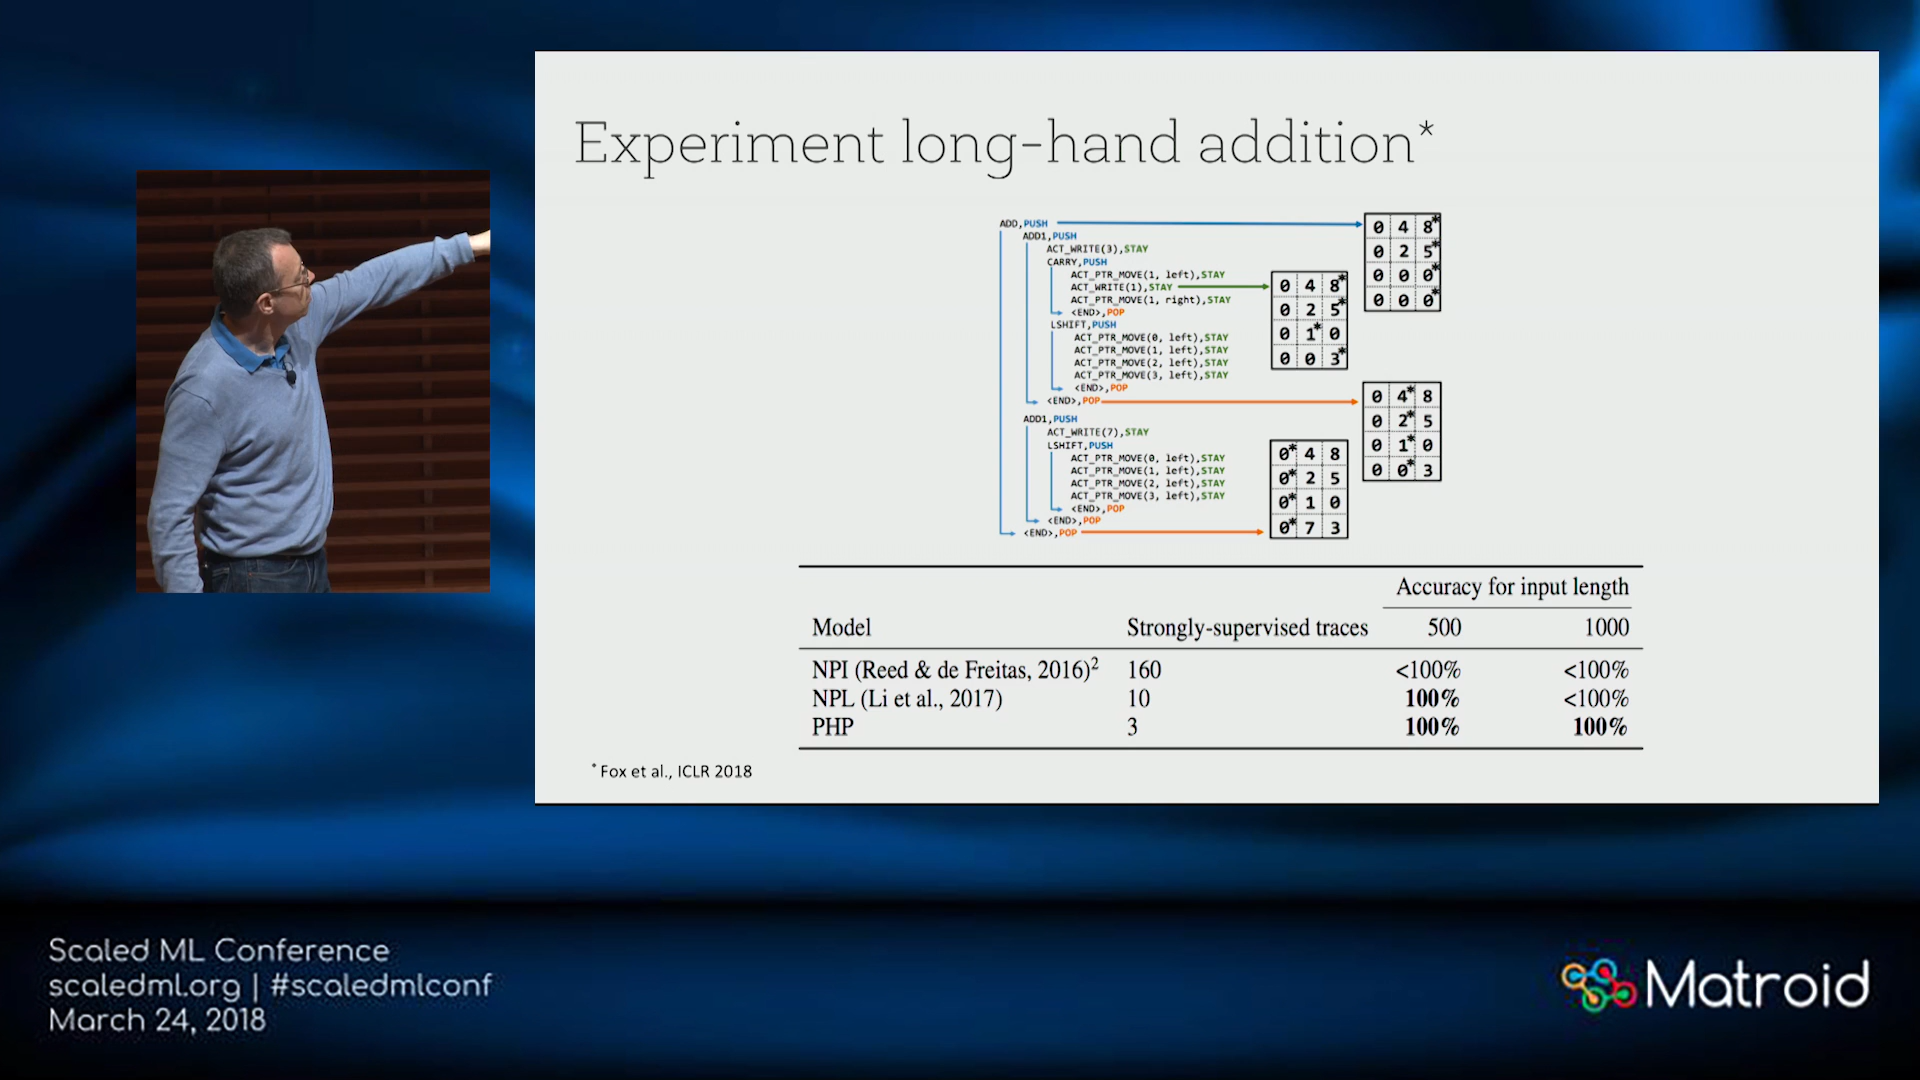 Experiment long-hand addition*
ADD,PUSH
ADD1,PUSH
ACT_WRITE(3),STAY
CARRY,PUSH
ACT_PTR_MOVE(1, left),STAY
ACT_WRITE(1),STAY
ACT_PTR_MOVE(1, right),STAY
<END>,POP
LSHIFT,PUSH
ACT_PTR_MOVE(0, left),STAY
ACT_PTR_MOVE(1, left),STAY
ACT_PTR_MOVE(2, left),STAY
ACT_PTR_MOVE(3, left),STAY
<END>,POP
<END>,POP
ADD1,PUSH
ACT_WRITE(7),STAY
LSHIFT,PUSH
ACT_PTR_MOVE(0, left),STAY
ACT_PTR_MOVE(1, left),STAY
ACT_PTR_MOVE(2, left),STAY
ACT_PTR_MOVE(3, left),STAY
<END>,POP
<END>,POP
<END>,POP
0 4 8*
0 2 5*
0 0 0*
0 0 0*
0 4 8*
0 2 5*
0 1* 0
0 0 3*
0 4* 8
0 2* 5
0 1* 0
0 0* 3
0* 4 8
0* 2 5
0* 1 0
0* 7 3
Accuracy for input length
Model Strongly-supervised traces 500 1000
NPI (Reed & de Freitas, 2016)² 160 <100% <100%
NPL (Li et al., 2017) 10 100% <100%
PHP 3 100% 100%
* Fox et al., ICLR 2018
Scaled ML Conference
scaledml.org | #scaledmlconf
March 24, 2018
Matroid